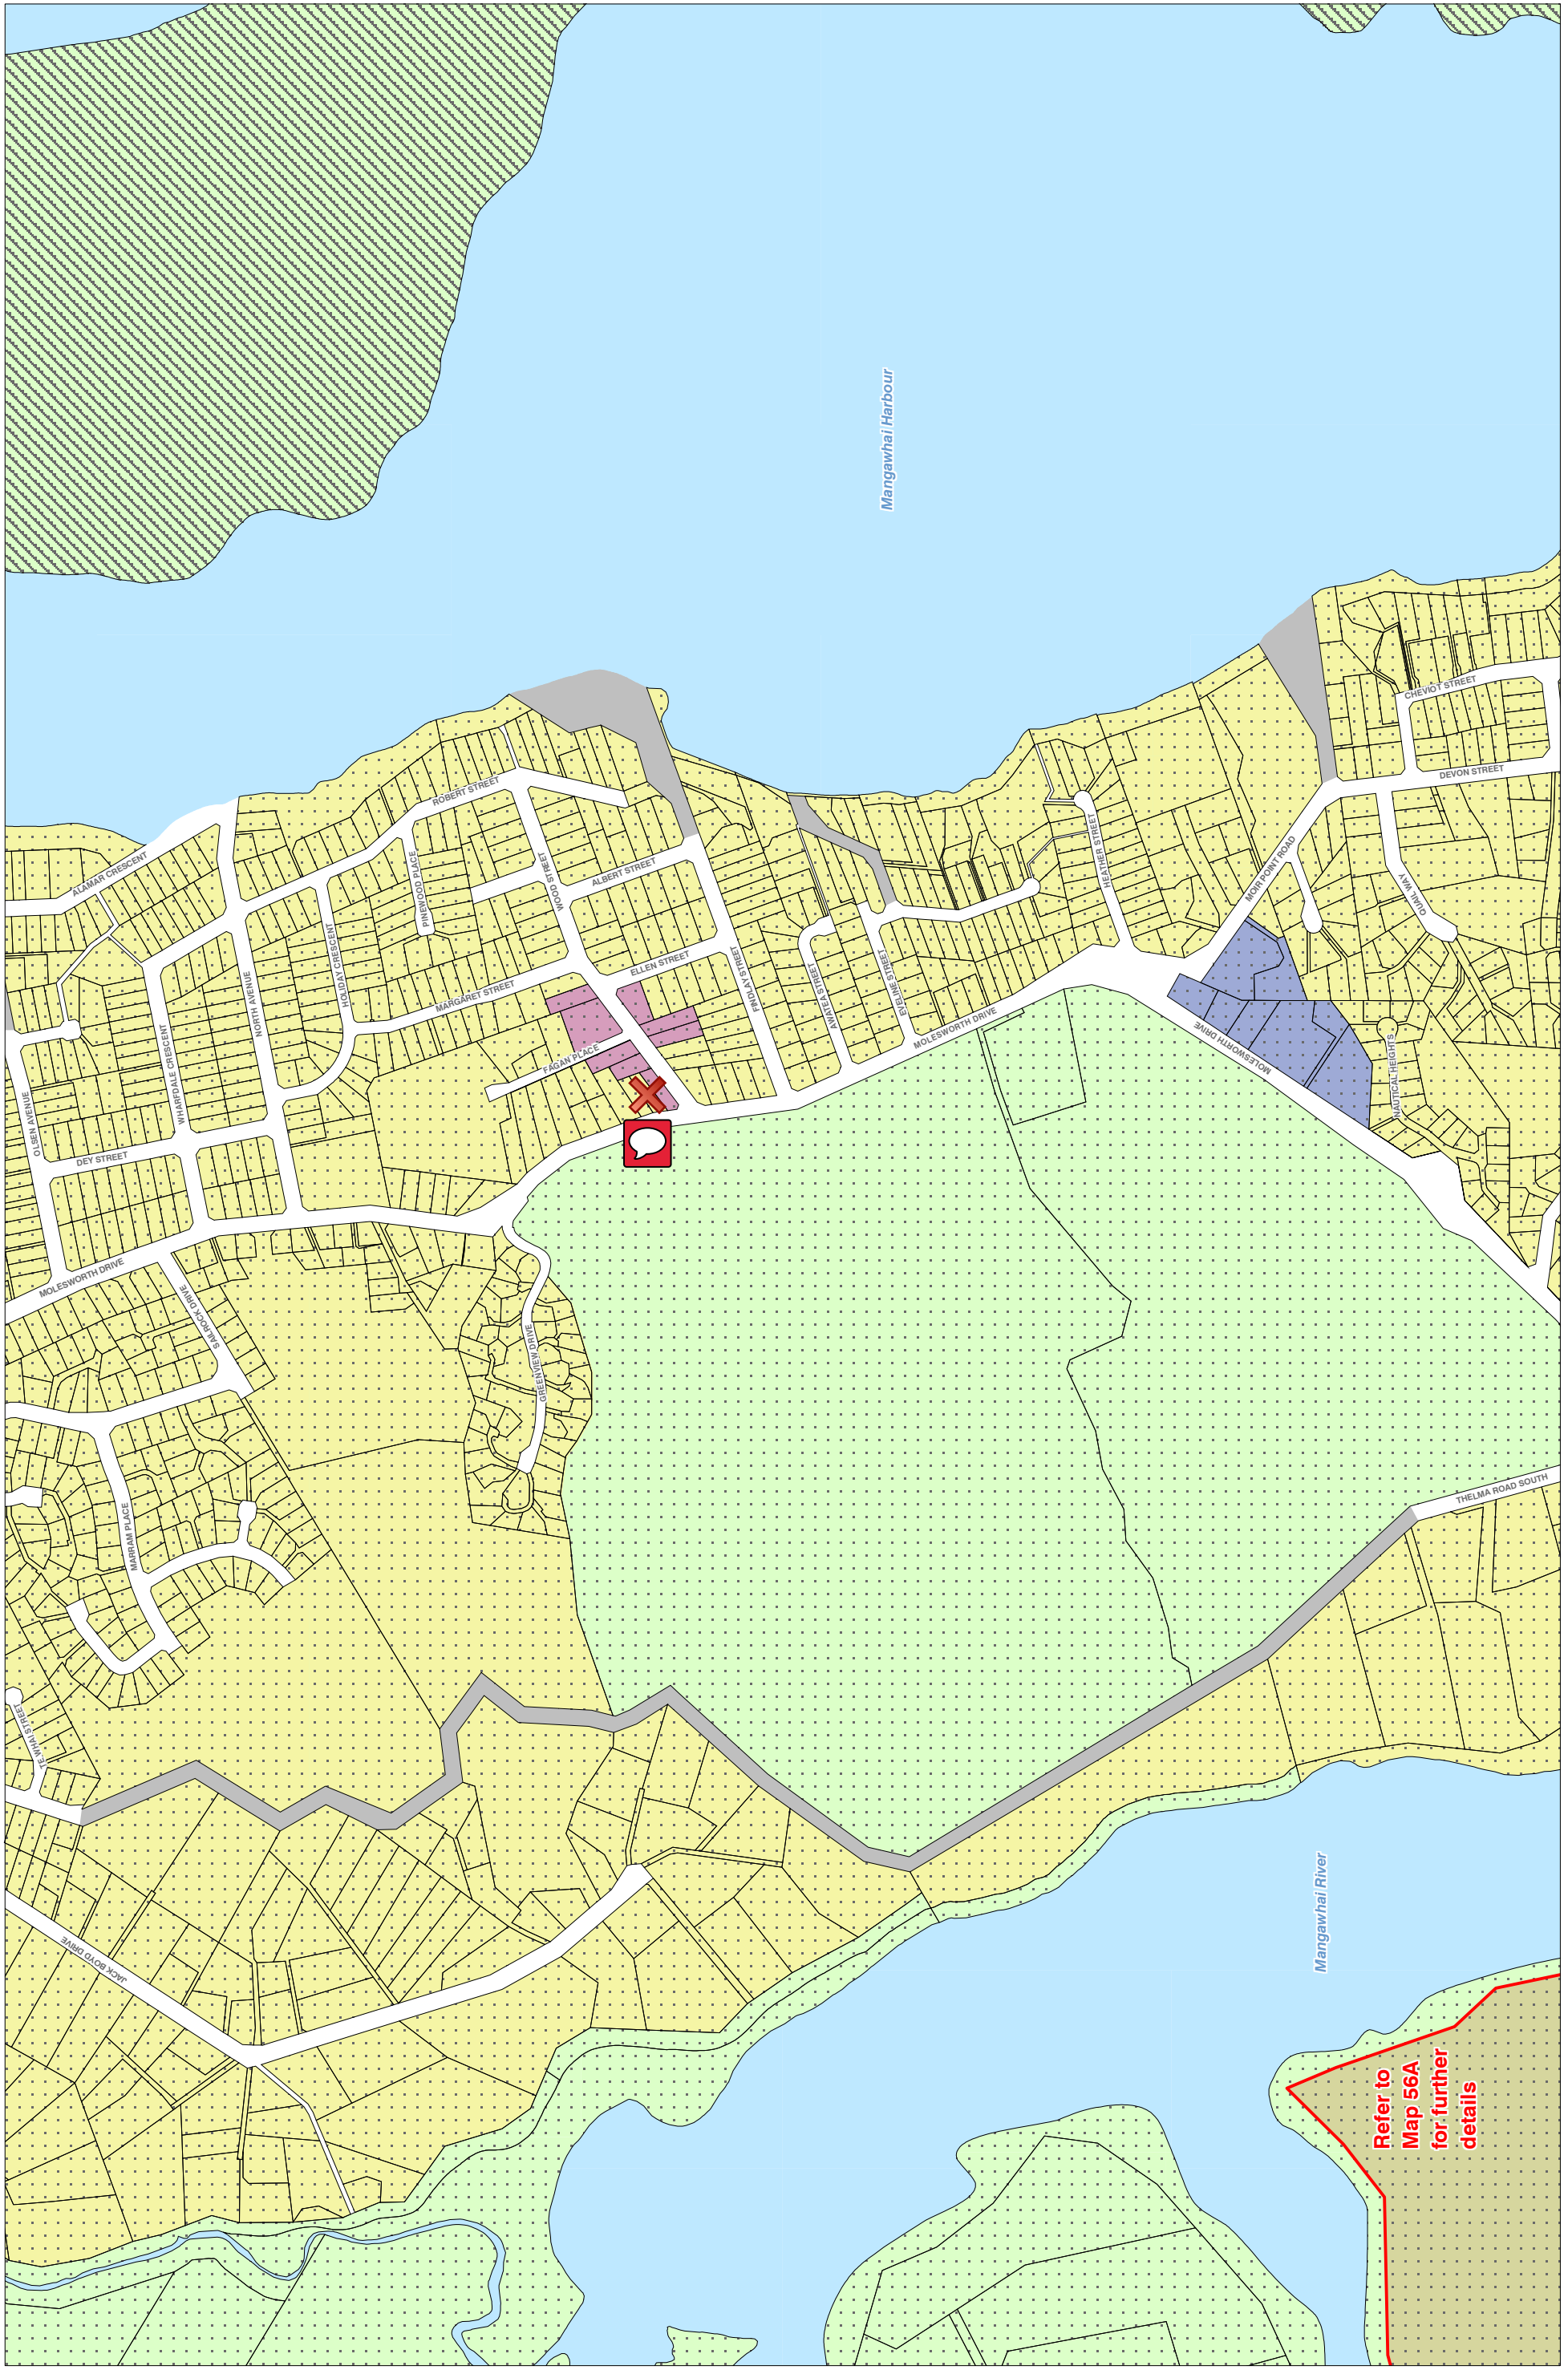 Mangawhai Harbour
CHEVIOT STREET
DEVON STREET
ROBERT STREET
ALAMAR CRESCENT
PINEWOOD PLACE
WOOD STREET
ALBERT STREET
HEATHER STREET
MOIR POINT ROAD
QUAIL WAY
HOLIDAY CRESCENT
NORTH AVENUE
MARGARET STREET
ELLEN STREET
FINDLAY STREET
AWATEA STREET
EVELINE STREET
MOLESWORTH DRIVE
MOLESWORTH DRIVE
NAUTICAL HEIGHTS
FAGAN PLACE
WHARFDALE CRESCENT
OLSEN AVENUE
DEY STREET
MOLESWORTH DRIVE
SAILROCK DRIVE
GREENVIEW DRIVE
MARRAM PLACE
THELMA ROAD SOUTH
TE WHAI STREET
JACK BOYD DRIVE
Mangawhai River
Refer to
Map 56A
for further
details